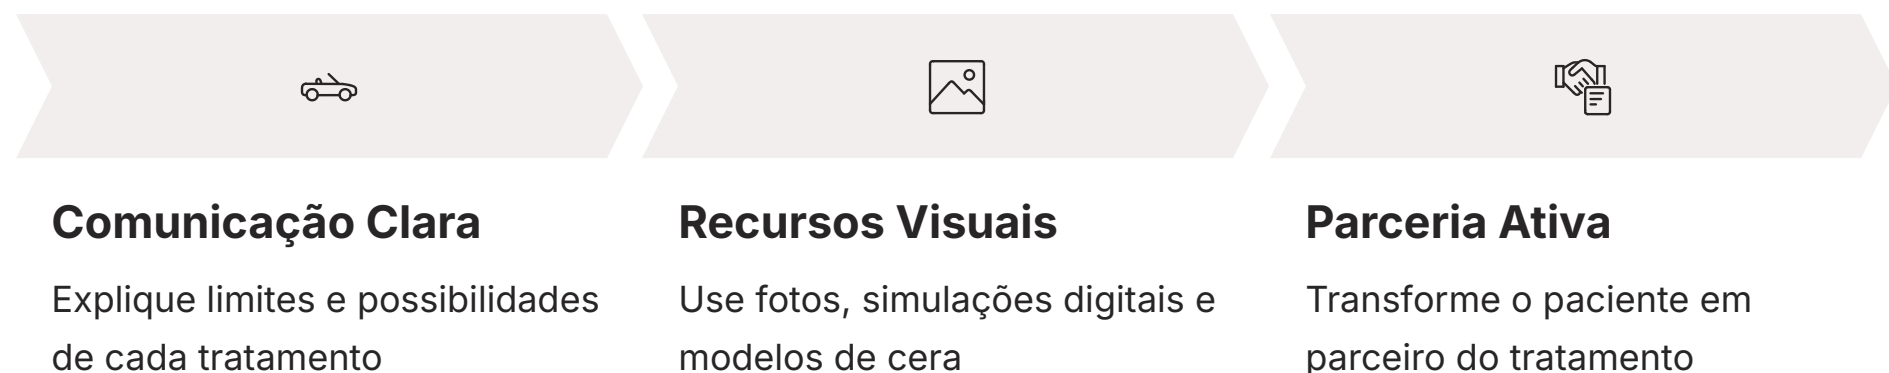 Comunicação Clara
Explique limites e possibilidades
de cada tratamento
Recursos Visuais
Use fotos, simulações digitais e
modelos de cera
Parceria Ativa
Transforme o paciente em
parceiro do tratamento